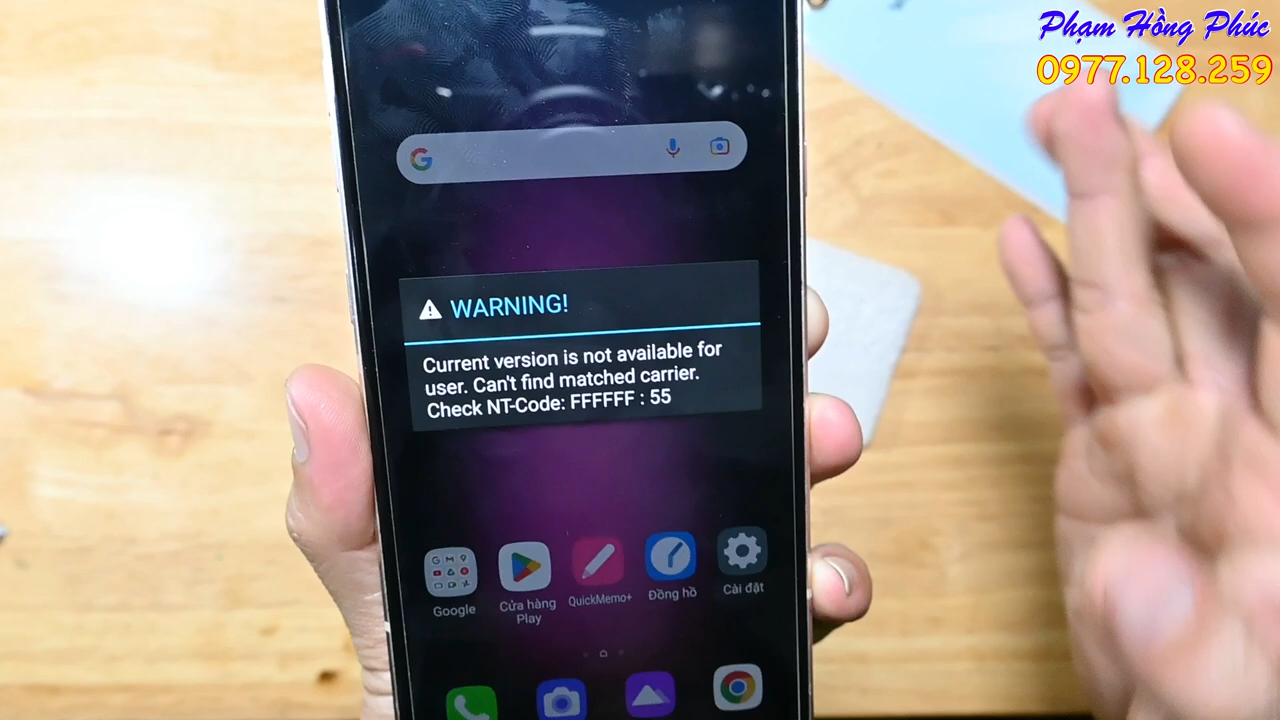 Phạm Hồng Phúc
0977.128.259
WARNING!
Current version is not available for
user. Can't find matched carrier.
Check NT-Code: FFFFFF : 55
Google
Cửa hàng
Play
QuickMemo+
Đồng hồ
Cài đặt